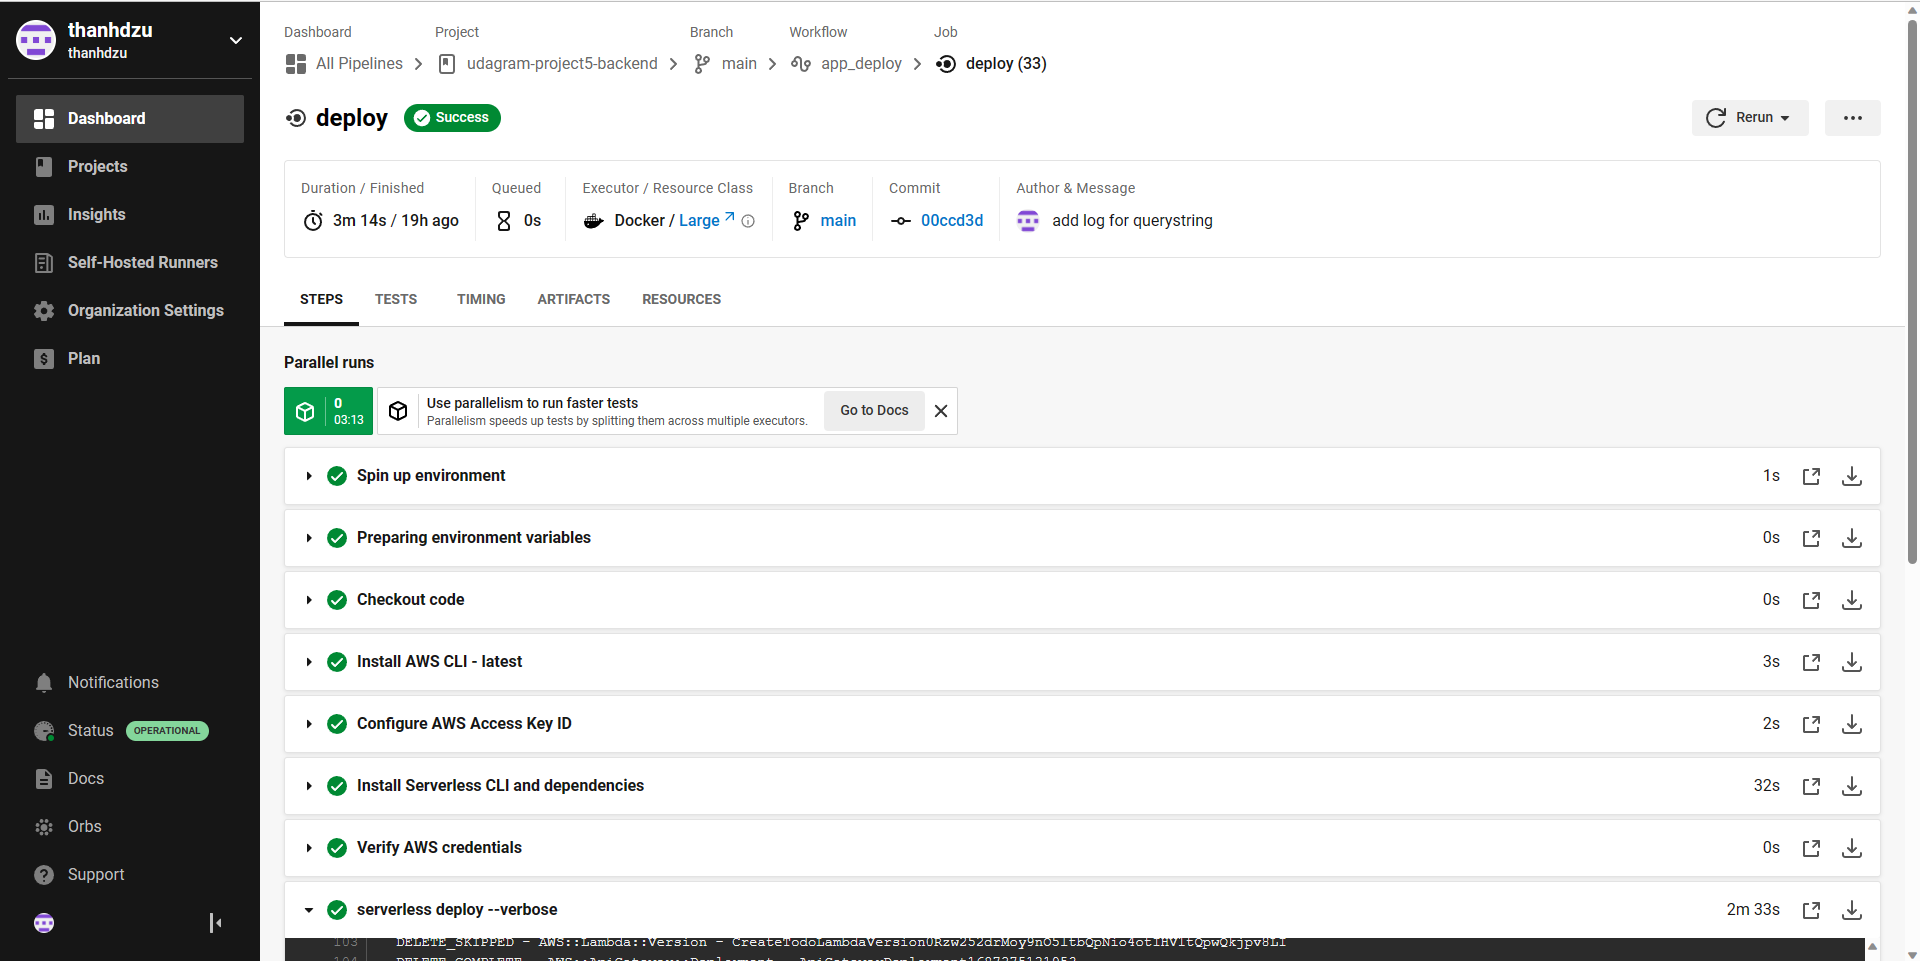 thanhdzu
thanhdzu
Dashboard
Projects
Insights
Self-Hosted Runners
Organization Settings
Plan
Notifications
Status OPERATIONAL
Docs
Orbs
Support
Dashboard Project Branch Workflow Job
All Pipelines udagram-project5-backend main app_deploy deploy (33)
deploy Success Rerun
Duration / Finished Queued Executor / Resource Class Branch Commit Author & Message
3m 14s / 19h ago 0s Docker / Large main 00ccd3d add log for querystring
STEPS TESTS TIMING ARTIFACTS RESOURCES
Parallel runs
0
03:13
Use parallelism to run faster tests
Parallelism speeds up tests by splitting them across multiple executors.
Go to Docs
Spin up environment 1s
Preparing environment variables 0s
Checkout code 0s
Install AWS CLI - latest 3s
Configure AWS Access Key ID 2s
Install Serverless CLI and dependencies 32s
Verify AWS credentials 0s
serverless deploy --verbose 2m 33s
103 DELETE_SKIPPED - AWS::Lambda::Version -